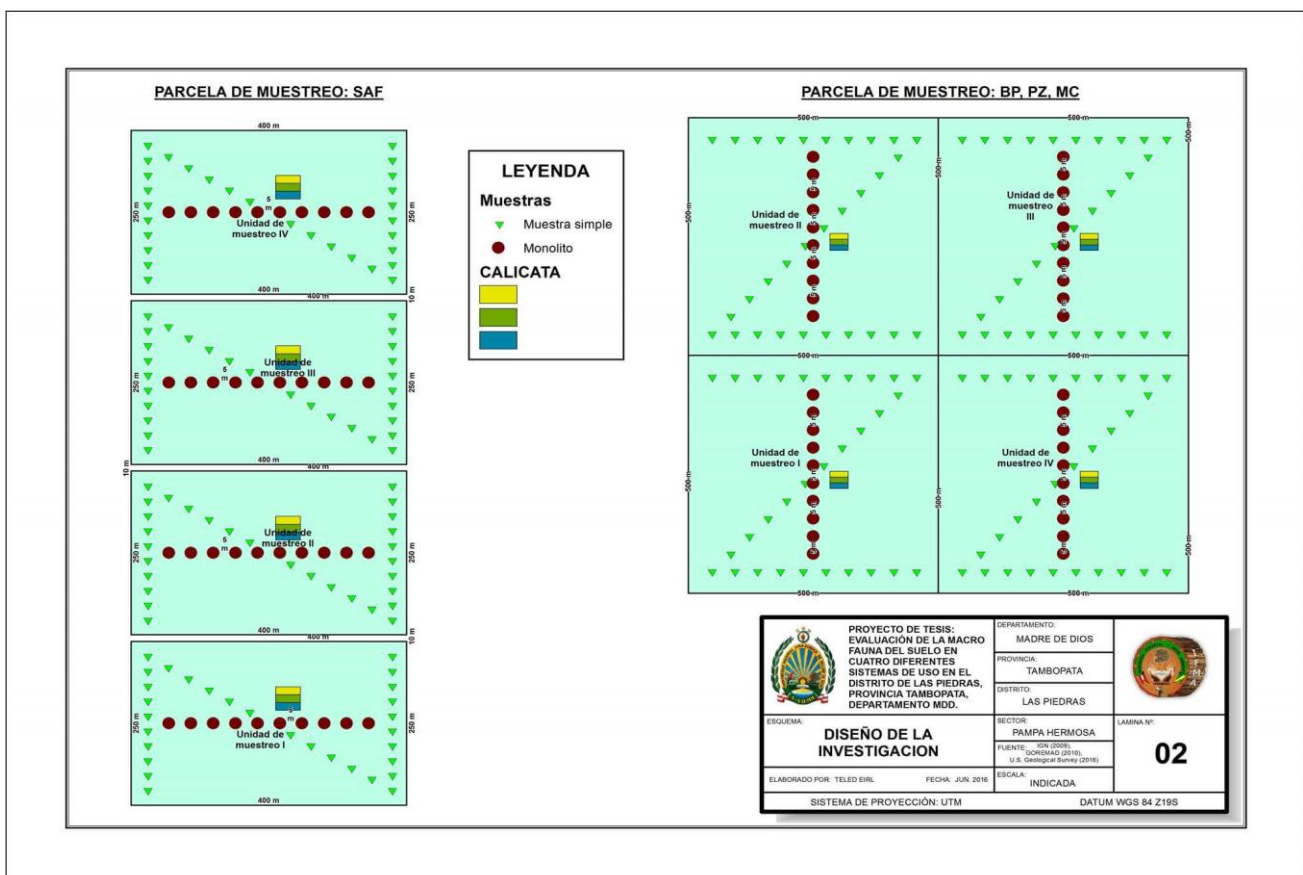 PARCELA DE MUESTREO: SAF
400 m
250 m
250 m
5
m
Unidad de
muestreo IV
400 m
10 m
400 m
250 m
250 m
Unidad de
muestreo III
5
m
400 m
10 m
400 m
250 m
250 m
Unidad de
muestreo II
5
m
400 m
10 m
400 m
250 m
250 m
5
m
Unidad de
muestreo I
400 m
LEYENDA
Muestras
Muestra simple
Monolito
CALICATA
PARCELA DE MUESTREO: BP, PZ, MC
500 m
500 m
500 m
500 m
500 m
Unidad de
muestreo II
Unidad de
muestreo
III
500 m
500 m
500 m
500 m
500 m
Unidad de
muestreo I
Unidad de
muestreo IV
500 m
500 m
PROYECTO DE TESIS:
EVALUACIÓN DE LA MACRO
FAUNA DEL SUELO EN
CUATRO DIFERENTES
SISTEMAS DE USO EN EL
DISTRITO DE LAS PIEDRAS,
PROVINCIA TAMBOPATA,
DEPARTAMENTO MDD.
DEPARTAMENTO:
MADRE DE DIOS
PROVINCIA:
TAMBOPATA
DISTRITO:
LAS PIEDRAS
ESQUEMA:
DISEÑO DE LA
INVESTIGACION
SECTOR:
PAMPA HERMOSA
FUENTE: IGN (2009),
GOREMAD (2010),
U.S. Geological Survey (2016)
LAMINA Nº:
02
ELABORADO POR: TELED EIRL FECHA: JUN. 2016
ESCALA:
INDICADA
SISTEMA DE PROYECCIÓN: UTM DATUM WGS 84 Z19S